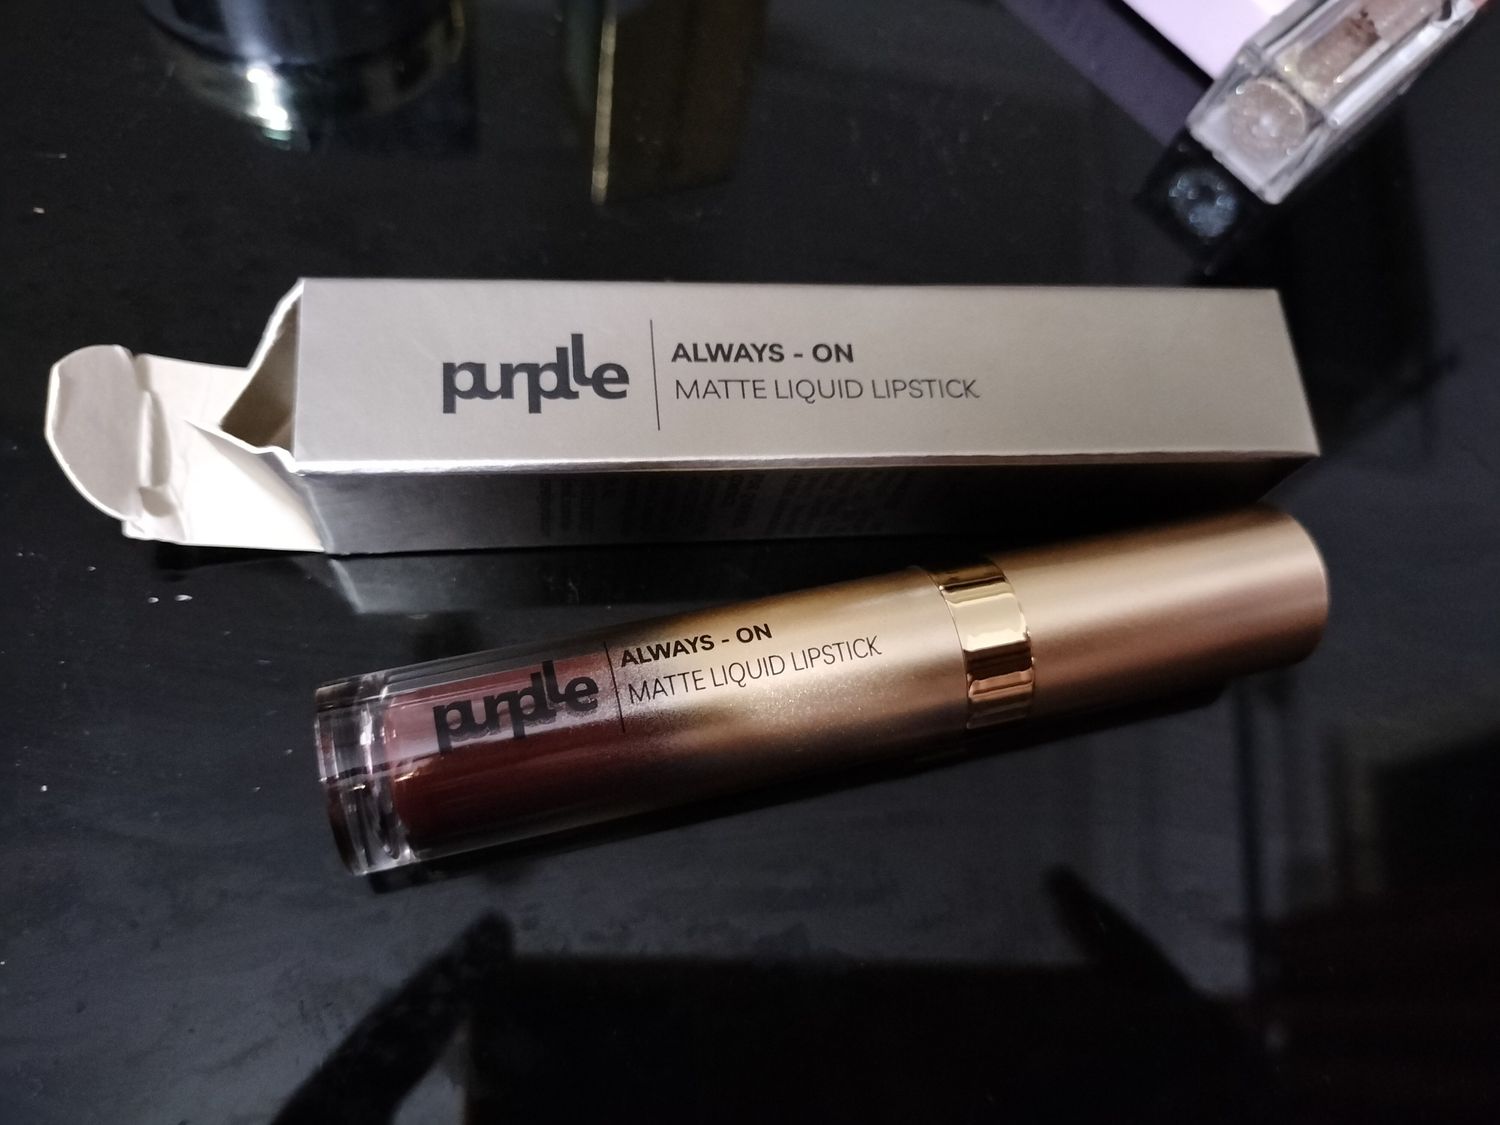 purplle
ALWAYS - ON
MATTE LIQUID LIPSTICK
purplle
ALWAYS - ON
MATTE LIQUID LIPSTICK